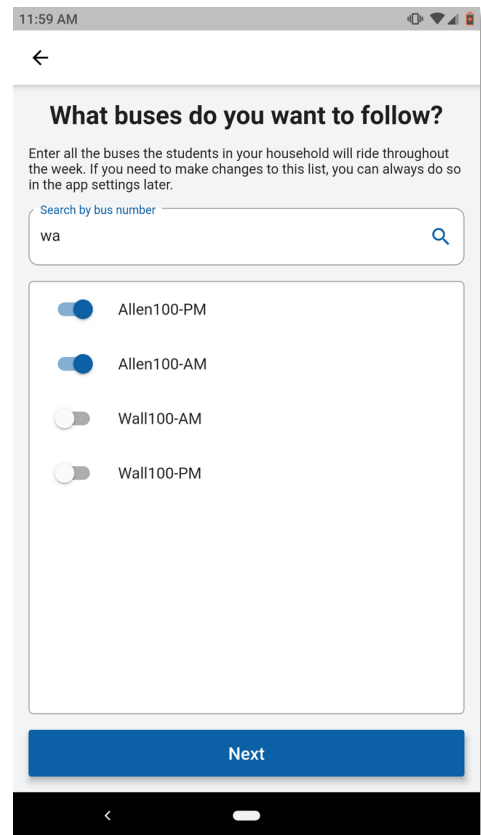 11:59 AM
What buses do you want to follow?
Enter all the buses the students in your household will ride throughout
the week. If you need to make changes to this list, you can always do so
in the app settings later.
Search by bus number
wa
Allen100-PM
Allen100-AM
Wall100-AM
Wall100-PM
Next